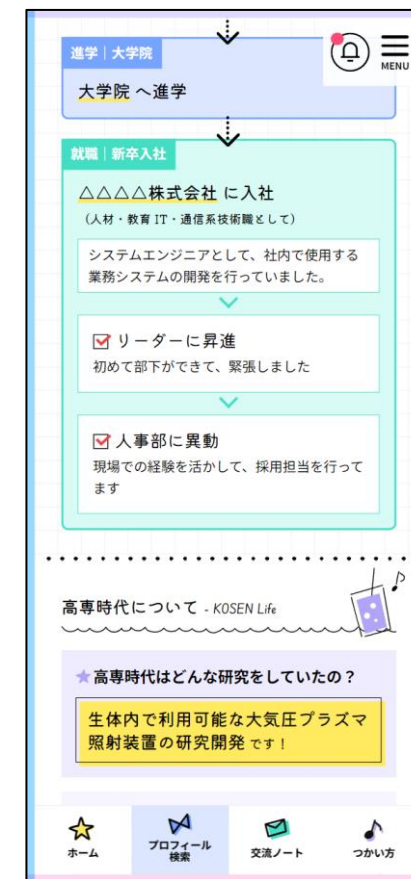 進学｜大学院
MENU
大学院 へ進学
就職｜新卒入社
△△△△株式会社 に入社
（人材・教育 IT・通信系技術職として）
システムエンジニアとして、社内で使用する
業務システムの開発を行っていました。
リーダーに昇進
初めて部下ができて、緊張しました
人事部に異動
現場での経験を活かして、採用担当を行って
ます
高専時代について - KOSEN Life
★高専時代はどんな研究をしていたの？
生体内で利用可能な大気圧プラズマ
照射装置の研究開発 です！
ホーム
プロフィール
検索
交流ノート
つかい方